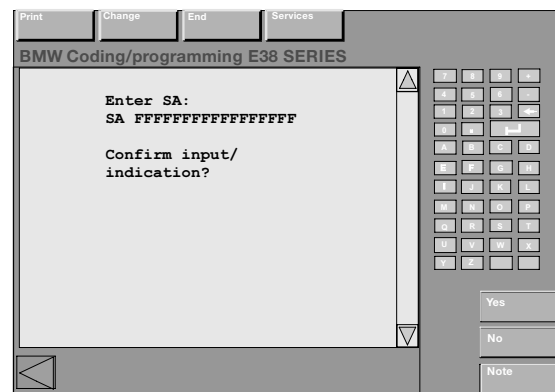 Print Change End Services
BMW Coding/programming E38 SERIES
Enter SA:
SA FFFFFFFFFFFFFFFFF
Confirm input/
indication?
7 8 9 +
4 5 6 -
1 2 3
0
A B C D
E F G H
I J K L
M N O P
Q R S T
U V W X
Y Z
Yes
No
Note